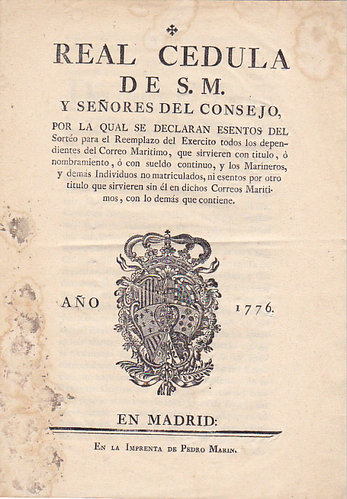 REAL CEDULA
DE S. M.
Y SEÑORES DEL CONSEJO,
POR LA QUAL SE DECLARAN ESENTOS DEL
Sortéo para el Reemplazo del Exercito todos los depen-
dientes del Correo Maritimo, que sirvieren con titulo, ó
nombramiento, ó con sueldo continuo, y los Marineros,
y demás Individuos no matriculados, ni esentos por otro
titulo que sirvieren sin él en dichos Correos Mariti-
mos, con lo demás que contiene.
AÑO 1776.
EN MADRID:
EN LA IMPRENTA DE PEDRO MARIN.